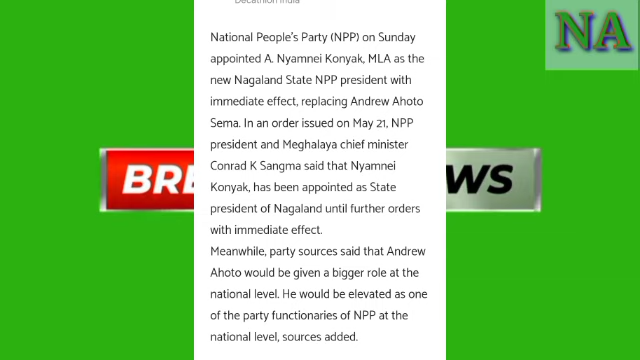 Decathlon India
NA
National People's Party (NPP) on Sunday
appointed A. Nyamnei Konyak, MLA as the
new Nagaland State NPP president with
immediate effect, replacing Andrew Ahoto
Sema. In an order issued on May 21, NPP
president and Meghalaya chief minister
Conrad K Sangma said that Nyamnei
Konyak, has been appointed as State
president of Nagaland until further orders
with immediate effect.
Meanwhile, party sources said that Andrew
Ahoto would be given a bigger role at the
national level. He would be elevated as one
of the party functionaries of NPP at the
national level, sources added.
BRE
WS